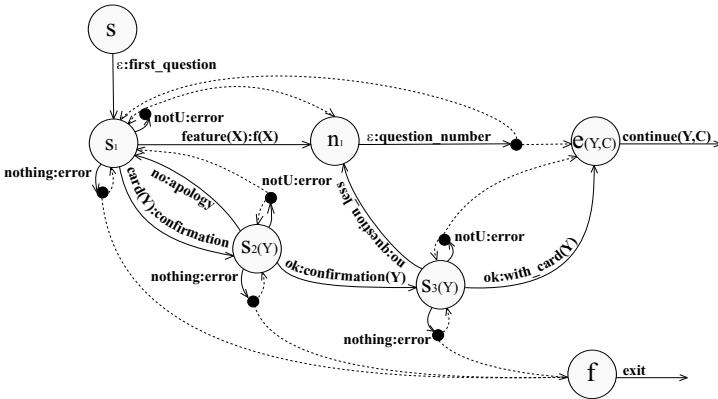 s
ε:first_question
notU:error
feature(X):f(X)
s1
n1
ε:question_number
e(Y,C)
continue(Y,C)
nothing:error
no:apology
card(Y):confirmation
notU:error
no:question_less
s2(Y)
notU:error
nothing:error
ok:confirmation(Y)
s3(Y)
ok:with_card(Y)
nothing:error
f
exit